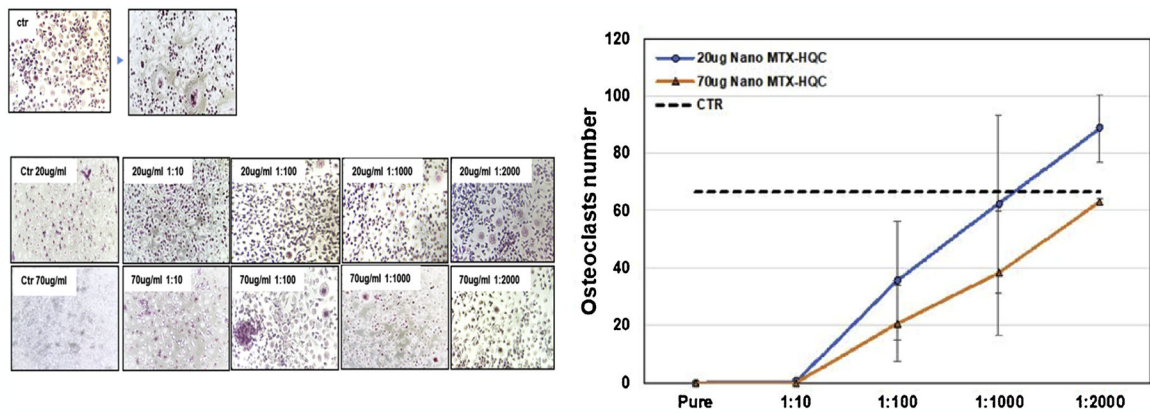 ctr
Ctr 20ug/ml
20ug/ml 1:10
20ug/ml 1:100
20ug/ml 1:1000
20ug/ml 1:2000
Ctr 70ug/ml
70ug/ml 1:10
70ug/ml 1:100
70ug/ml 1:1000
70ug/ml 1:2000
Osteoclasts number
120
100
80
60
40
20
0
20ug Nano MTX-HQC
70ug Nano MTX-HQC
CTR
Pure 1:10 1:100 1:1000 1:2000